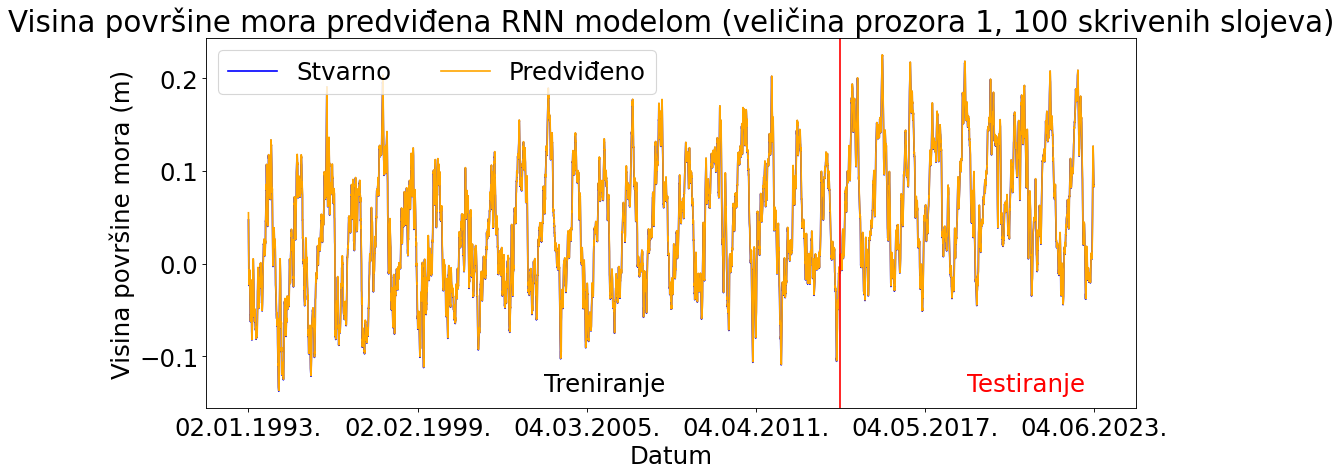 Visina površine mora predviđena RNN modelom (veličina prozora 1, 100 skrivenih slojeva)
Stvarno Predviđeno
Visina površine mora (m)
0.2
0.1
0.0
−0.1
Treniranje Testiranje
02.01.1993. 02.02.1999. 04.03.2005. 04.04.2011. 04.05.2017. 04.06.2023.
Datum